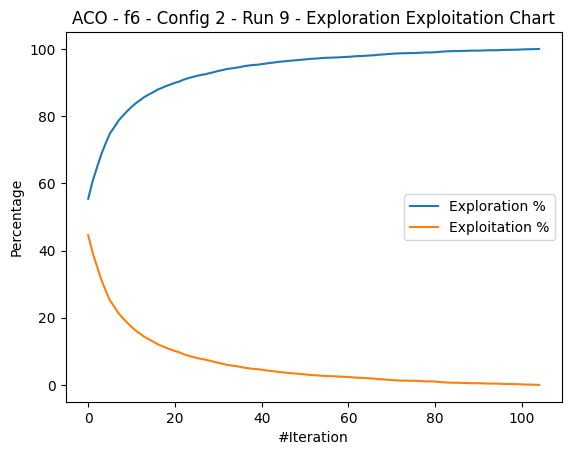 ACO - f6 - Config 2 - Run 9 - Exploration Exploitation Chart
100
80
60
40
20
0
Percentage
Exploration %
Exploitation %
0 20 40 60 80 100
#Iteration